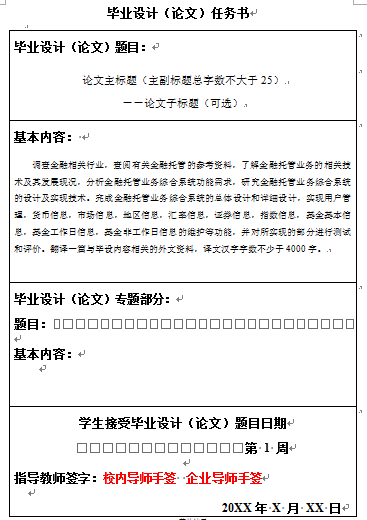 毕业设计（论文）任务书
毕业设计（论文）题目：
论文主标题（主副标题总字数不大于 25）
——论文子标题（可选）
基本内容：
调查金融相关行业，查阅有关金融托管的参考资料，了解金融托管业务的相关技
术及其发展现况，分析金融托管业务综合系统功能需求，研究金融托管业务综合系统
的设计及实现技术。完成金融托管业务综合系统的总体设计和详细设计，实现用户管
理，货币信息，市场信息，地区信息，汇率信息，证券信息，指数信息，基金基本信
息，基金工作日信息，基金非工作日信息的维护等功能，并对所实现的部分进行测试
和评价。翻译一篇与毕设内容相关的外文资料，译文汉字字数不少于 4000 字。
毕业设计（论文）专题部分：
题目：□□□□□□□□□□□□□□□□□□□□□□□
基本内容：
学生接受毕业设计（论文）题目日期
□□□□□□□□□□□□□第 1 周
指导教师签字：校内导师手签 企业导师手签
20XX 年 X 月 XX 日